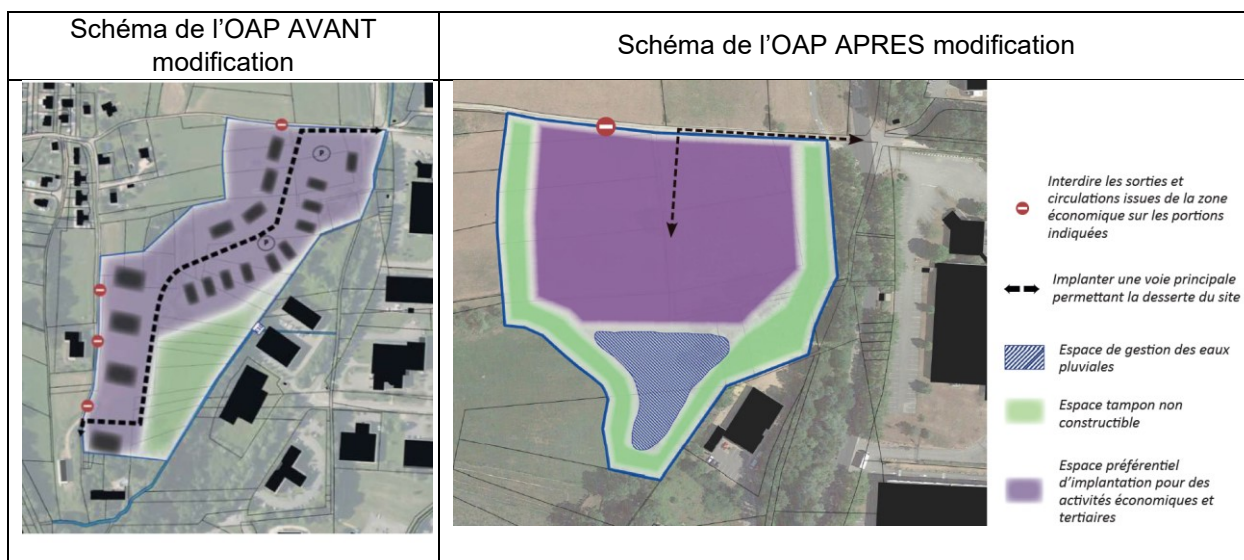 Schéma de l’OAP AVANT
modification
Schéma de l’OAP APRES modification
P
P
Interdire les sorties et
circulations issues de la zone
économique sur les portions
indiquées
Implanter une voie principale
permettant la desserte du site
Espace de gestion des eaux
pluviales
Espace tampon non
constructible
Espace préférentiel
d’implantation pour des
activités économiques et
tertiaires